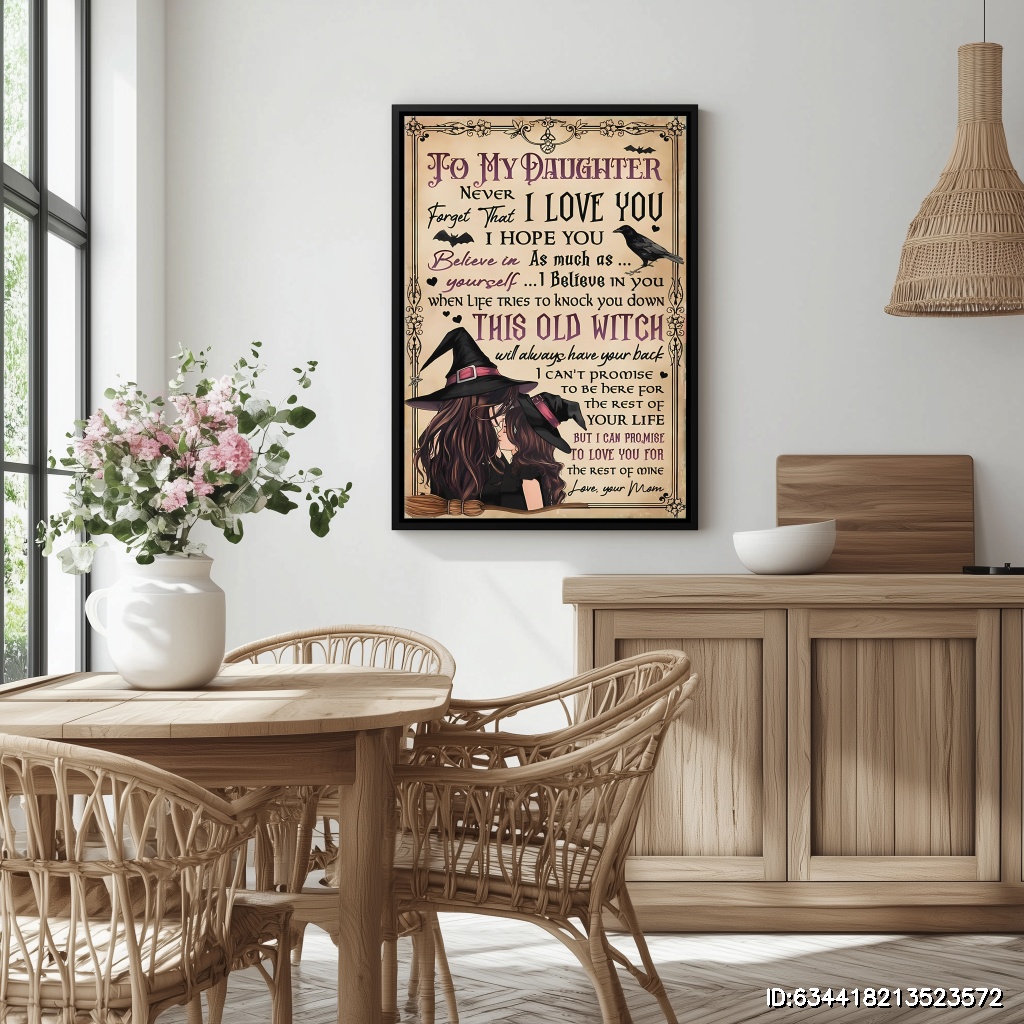 TO MY DAUGHTER
NEVER
Forget That I LOVE YOU
I HOPE YOU
Believe in As much as ...
yourself ...I Believe IN YOU
WHEN LIFE TRIES TO KNOCK YOU DOWN
THIS OLD WITCH
will always have your back
I CAN'T PROMISE
TO BE HERE FOR
THE REST OF
YOUR LIFE
BUT I CAN PROMISE
TO LOVE YOU FOR
THE REST OF MINE
Love, your Mom
ID:634418213523572